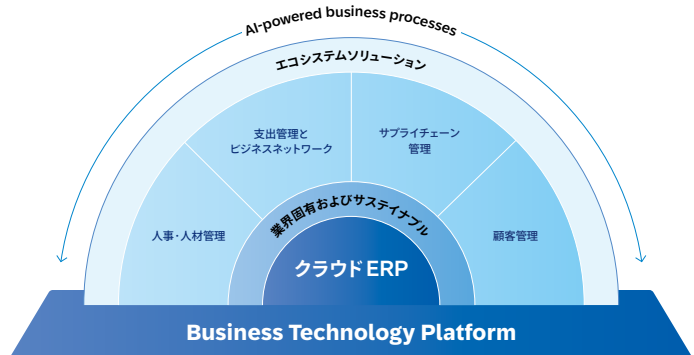 AI-powered business processes
エコシステムソリューション
支出管理と
ビジネスネットワーク
サプライチェーン
管理
人事・人材管理
業界固有およびサステイナブル
顧客管理
クラウド ERP
Business Technology Platform